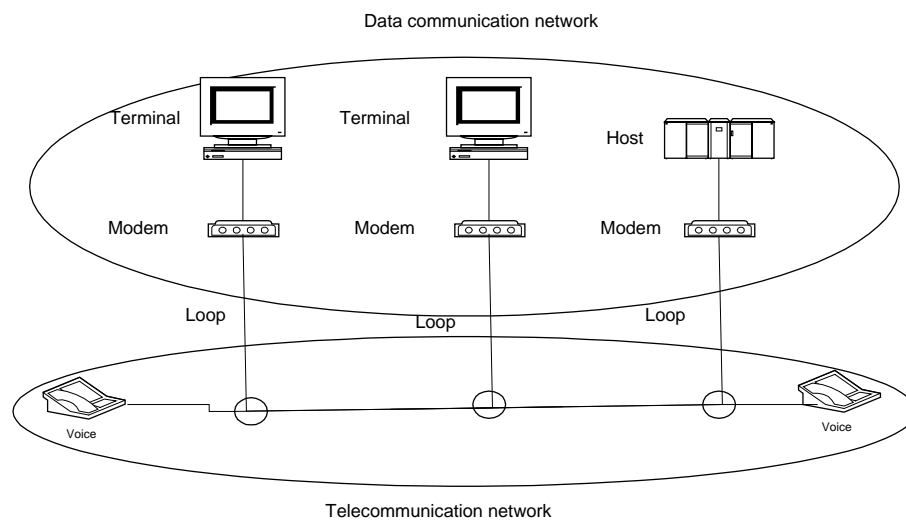 Data communication network
Terminal
Terminal
Host
Modem
Modem
Modem
Loop
Loop
Loop
Voice
Voice
Telecommunication network